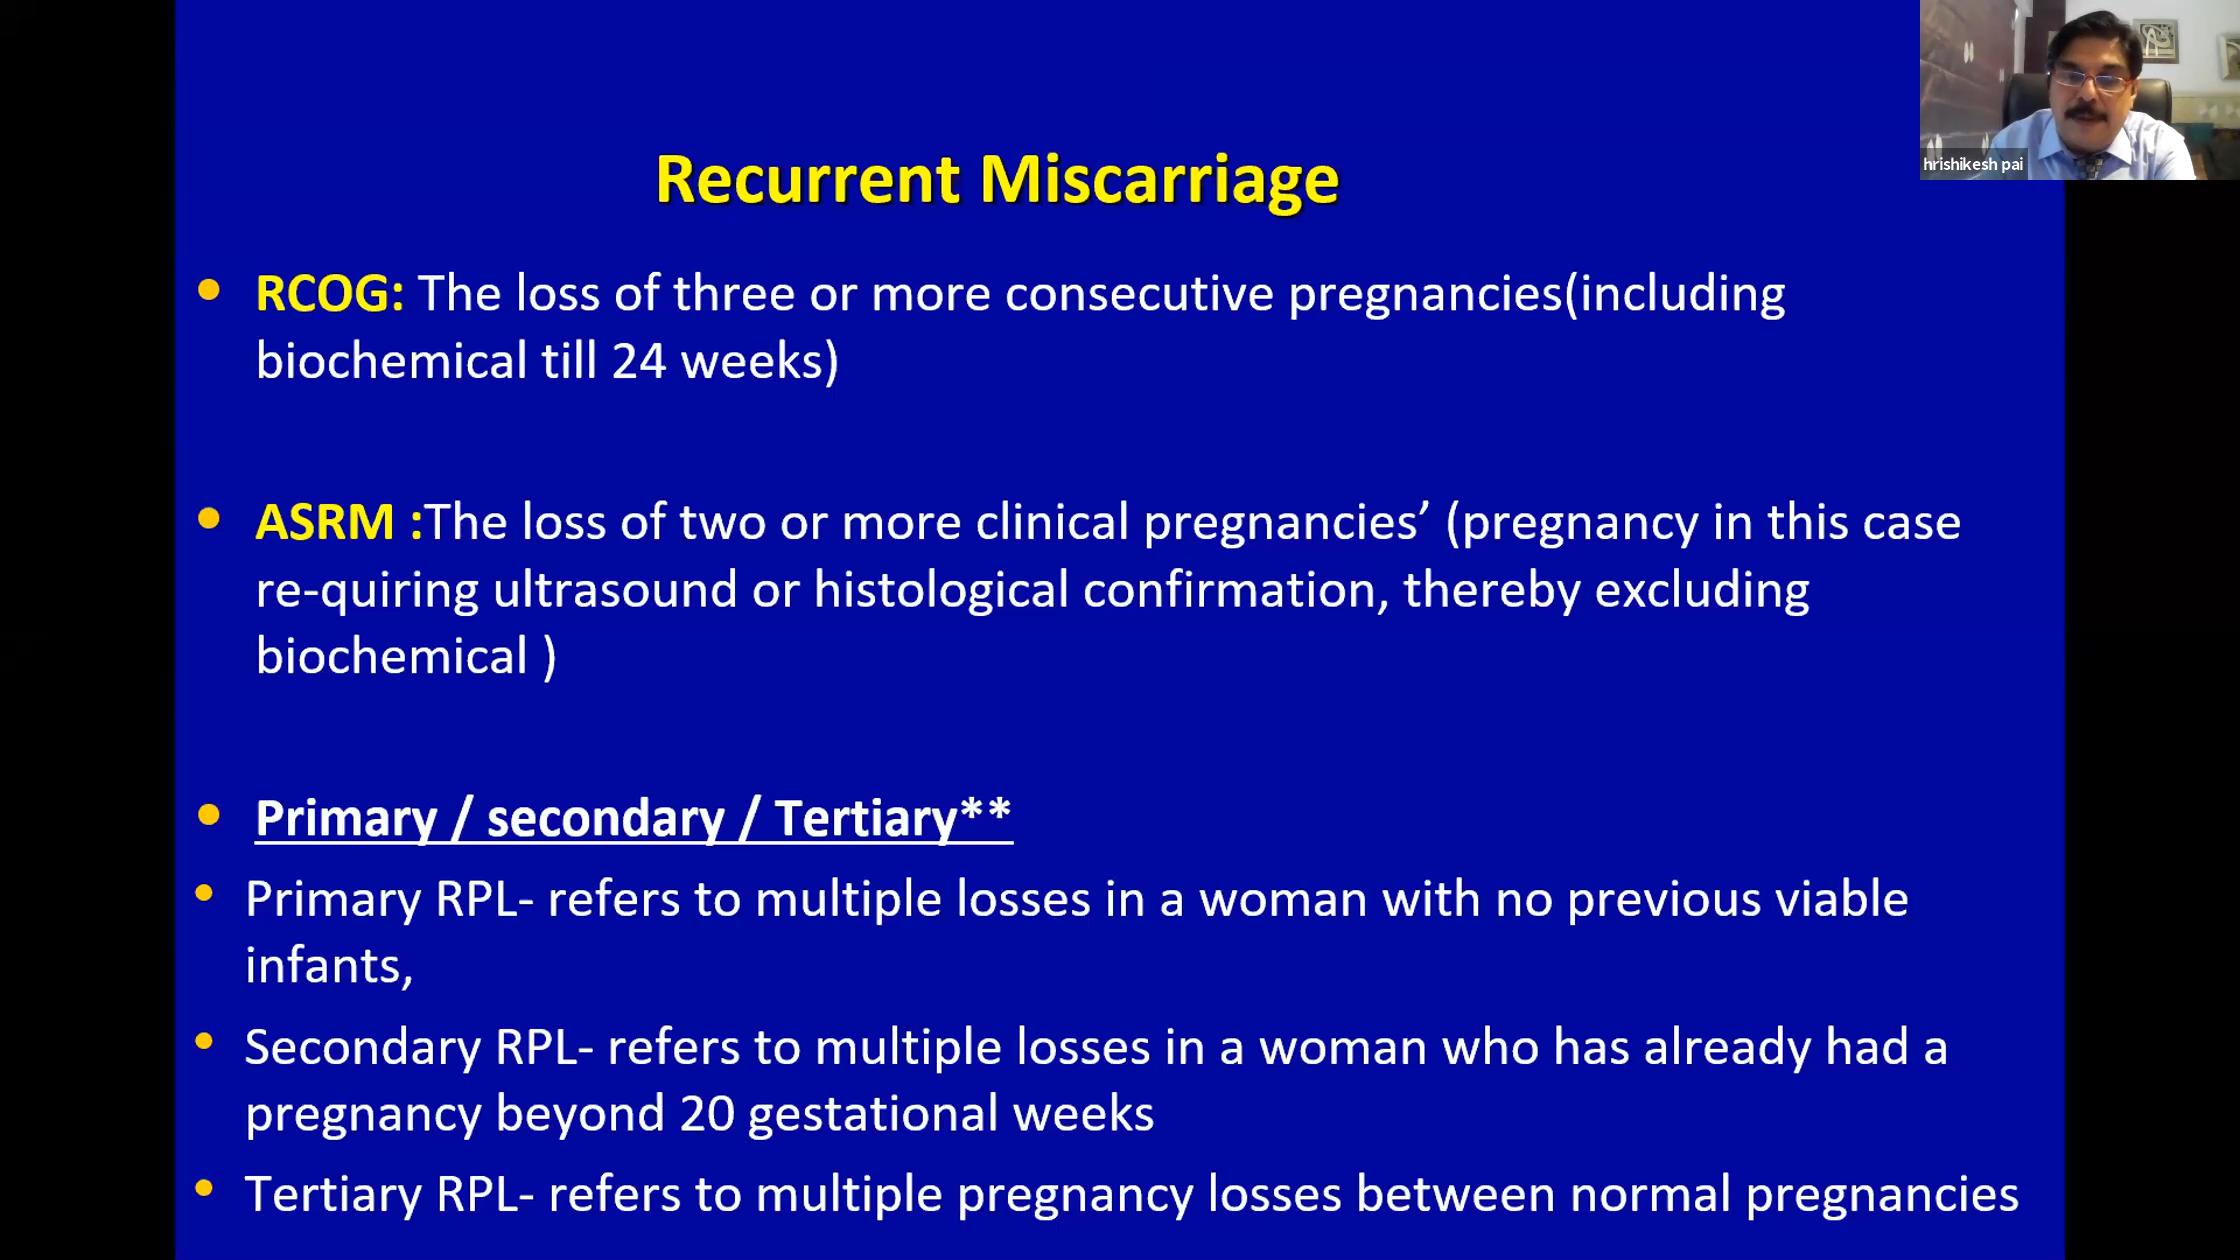 hrishikesh pai
Recurrent Miscarriage
• RCOG: The loss of three or more consecutive pregnancies(including
biochemical till 24 weeks)
• ASRM :The loss of two or more clinical pregnancies’ (pregnancy in this case
re-quiring ultrasound or histological confirmation, thereby excluding
biochemical )
• Primary / secondary / Tertiary**
• Primary RPL- refers to multiple losses in a woman with no previous viable
infants,
• Secondary RPL- refers to multiple losses in a woman who has already had a
pregnancy beyond 20 gestational weeks
• Tertiary RPL- refers to multiple pregnancy losses between normal pregnancies